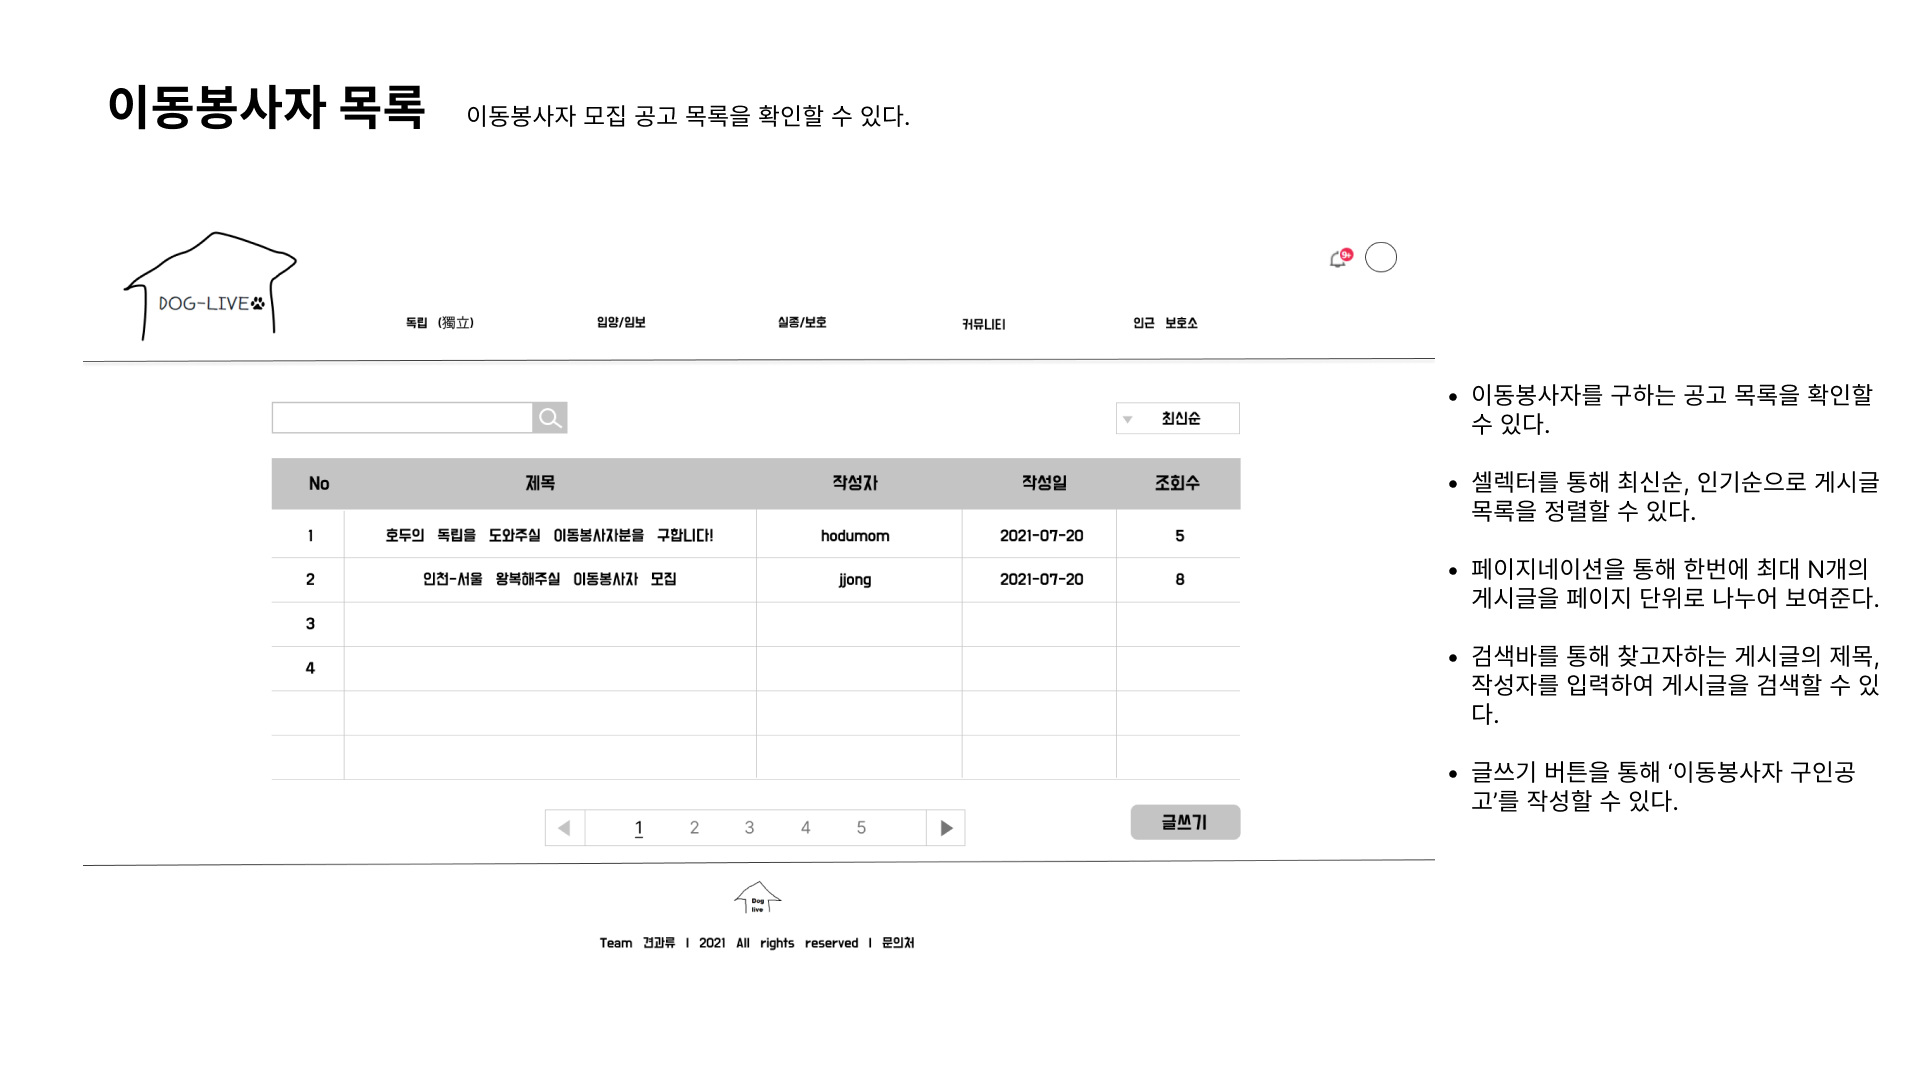 이동봉사자 목록
이동봉사자 모집 공고 목록을 확인할 수 있다.
9+
DOG-LIVE
독립 (獨立)
입양/임보
실종/보호
커뮤니티
인근 보호소
최신순
No 제목 작성자 작성일 조회수
1 호두의 독립을 도와주실 이동봉사자분을 구합니다! hodumom 2021-07-20 5
2 인천-서울 왕복해주실 이동봉사자 모집 jjong 2021-07-20 8
3
4
1 2 3 4 5
글쓰기
Dog
live
Team 견과류 | 2021 All rights reserved | 문의처
• 이동봉사자를 구하는 공고 목록을 확인할
수 있다.
• 셀렉터를 통해 최신순, 인기순으로 게시글
목록을 정렬할 수 있다.
• 페이지네이션을 통해 한번에 최대 N개의
게시글을 페이지 단위로 나누어 보여준다.
• 검색바를 통해 찾고자하는 게시글의 제목,
작성자를 입력하여 게시글을 검색할 수 있
다.
• 글쓰기 버튼을 통해 ‘이동봉사자 구인공
고’를 작성할 수 있다.